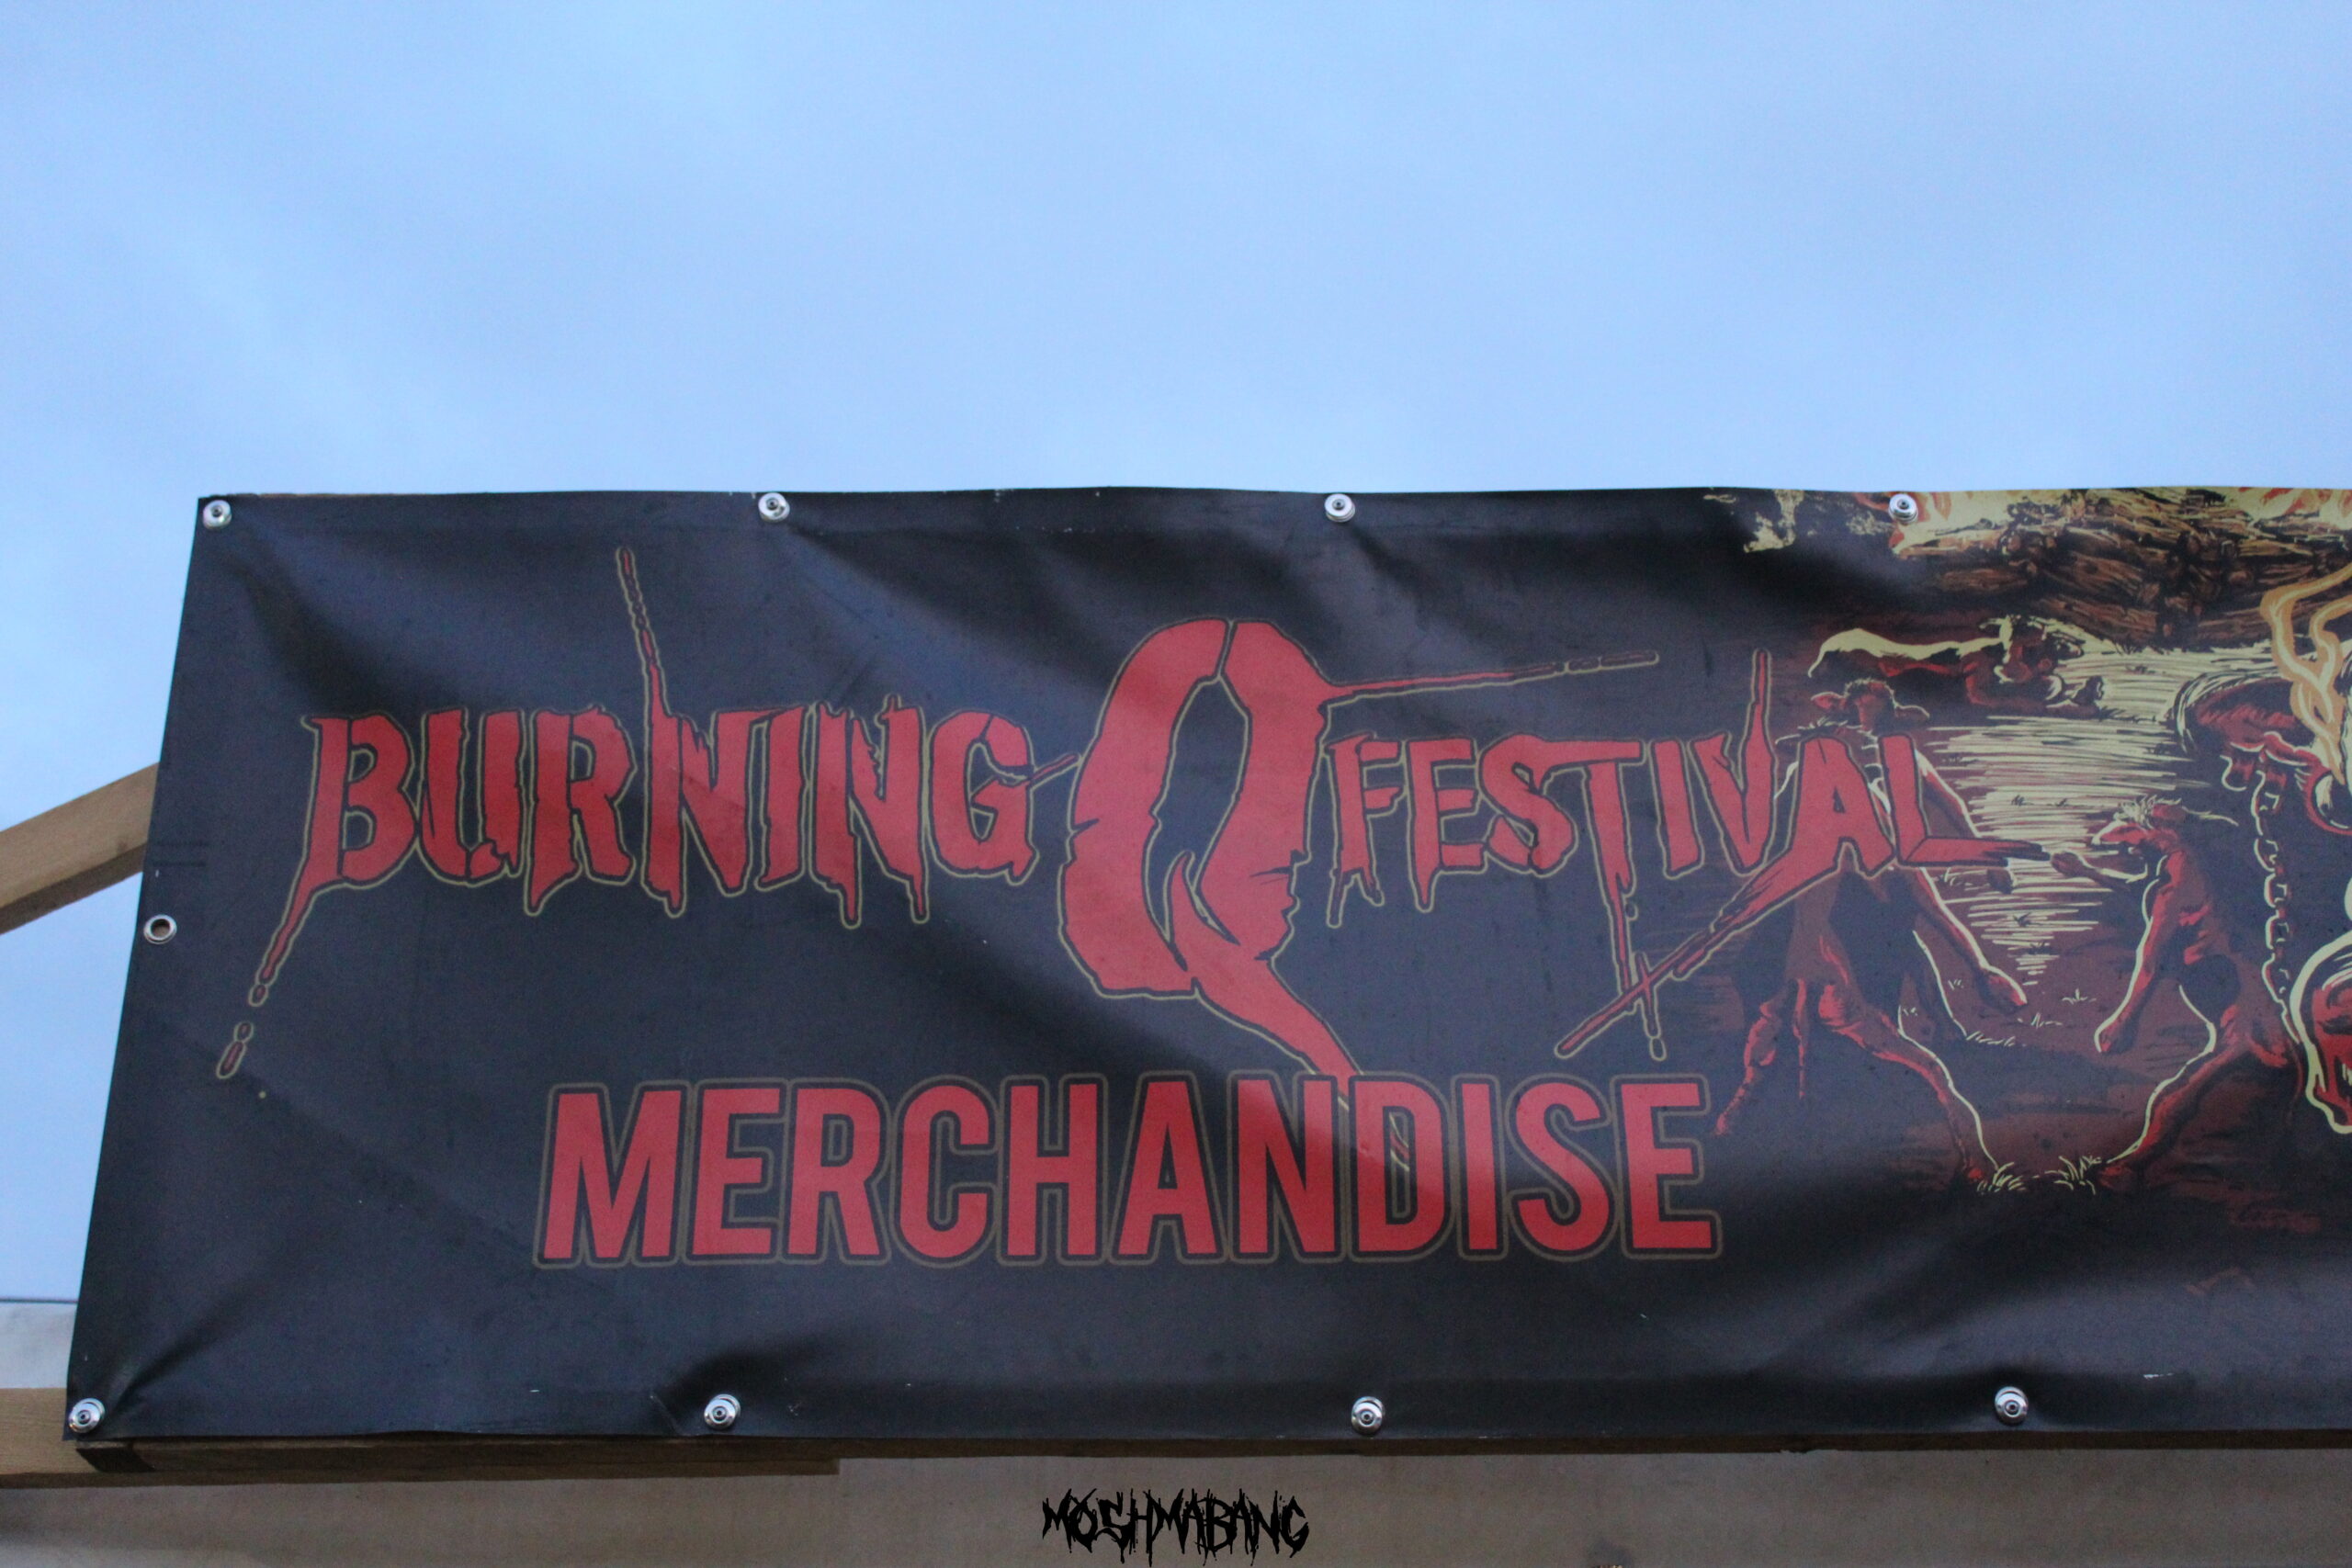 BURNING Q FESTIVAL
MERCHANDISE
MOSHMABANG